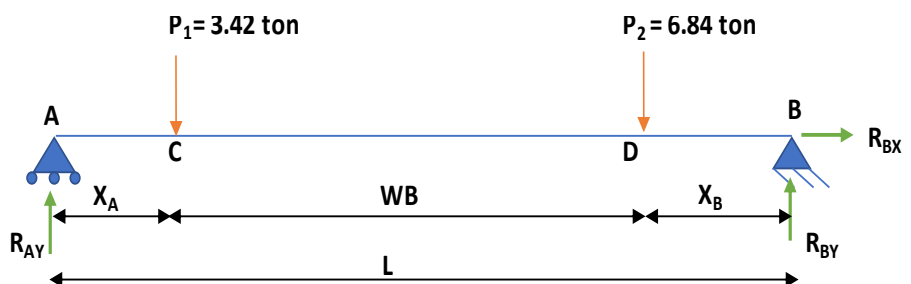 P1 = 3.42 ton
P2 = 6.84 ton
A
B
C
D
RBX
XA
WB
XB
RAY
RBY
L